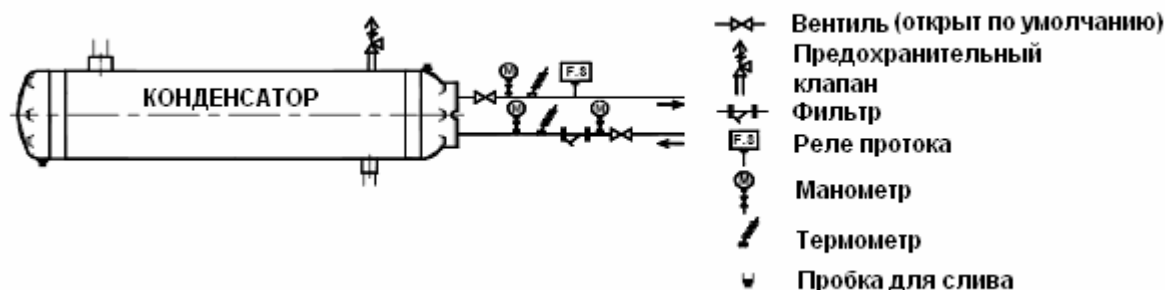 Вентиль (открыт по умолчанию)
Предохранительный
клапан
Фильтр
F.S
Реле протока
M
Манометр
Термометр
Пробка для слива
КОНДЕНСАТОР
M
F.S
M
M